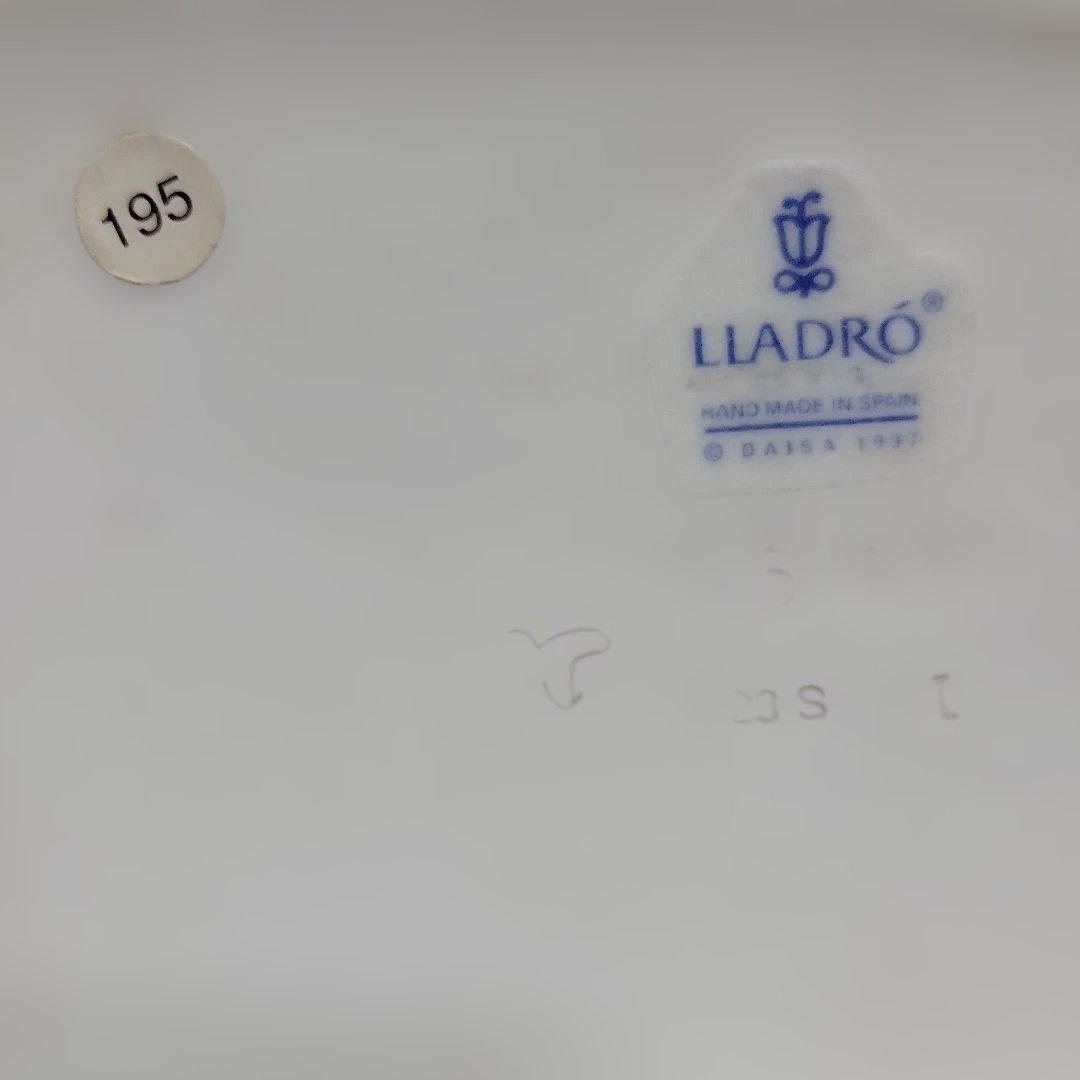 195
LLADRÓ®
HAND MADE IN SPAIN
© DAISA 1997
S